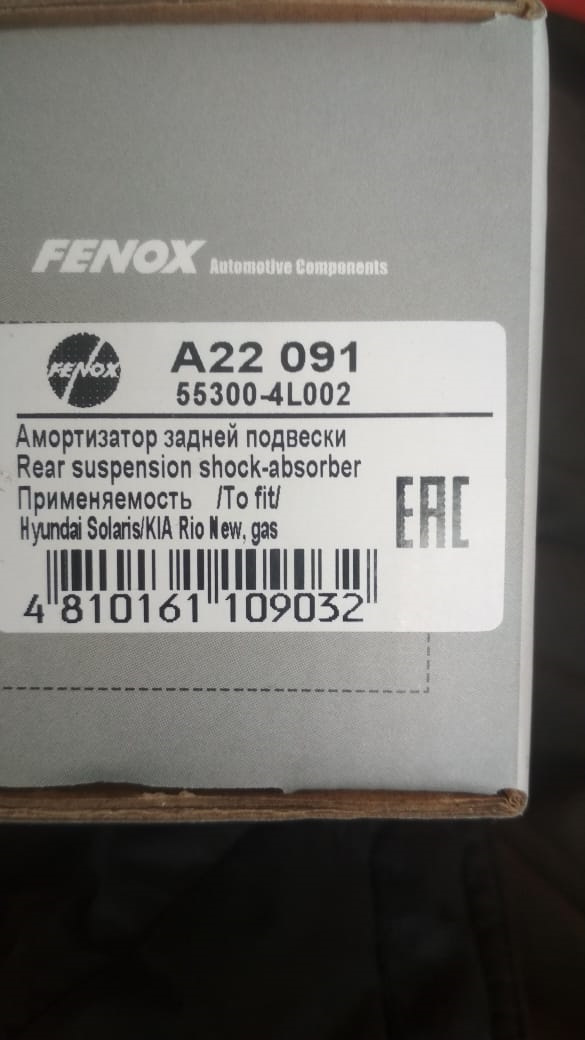 FENOX Automotive Components
FENOX
A22 091
55300-4L002
Амортизатор задней подвески
Rear suspension shock-absorber
Применяемость /To fit/
Hyundai Solaris/KIA Rio New, gas
EAC
4 810161 109032